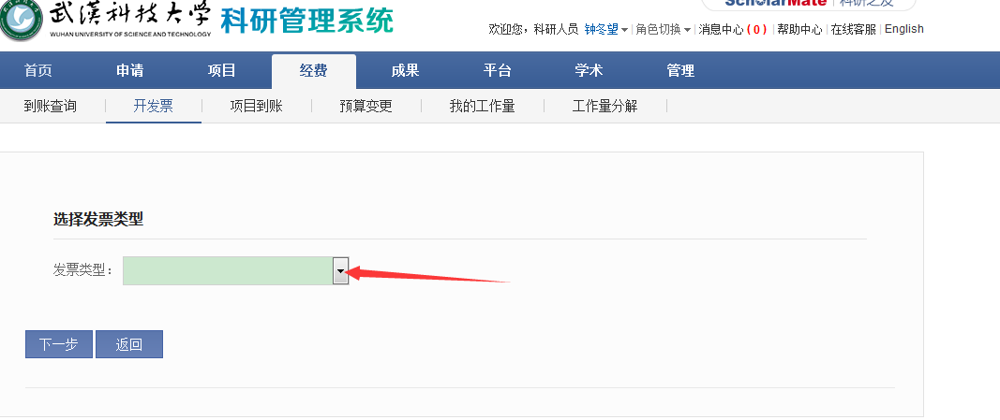 ScholarMate | 科研之友
武汉科技大学 科研管理系统
WUHAN UNIVERSITY OF SCIENCE AND TECHNOLOGY
欢迎您，科研人员 钟冬望 | 角色切换 | 消息中心 ( 0 ) | 帮助中心 | 在线客服 | English
首页 申请 项目 经费 成果 平台 学术 管理
到账查询 开发票 项目到账 预算变更 我的工作量 工作量分解
选择发票类型
发票类型：
下一步 返回